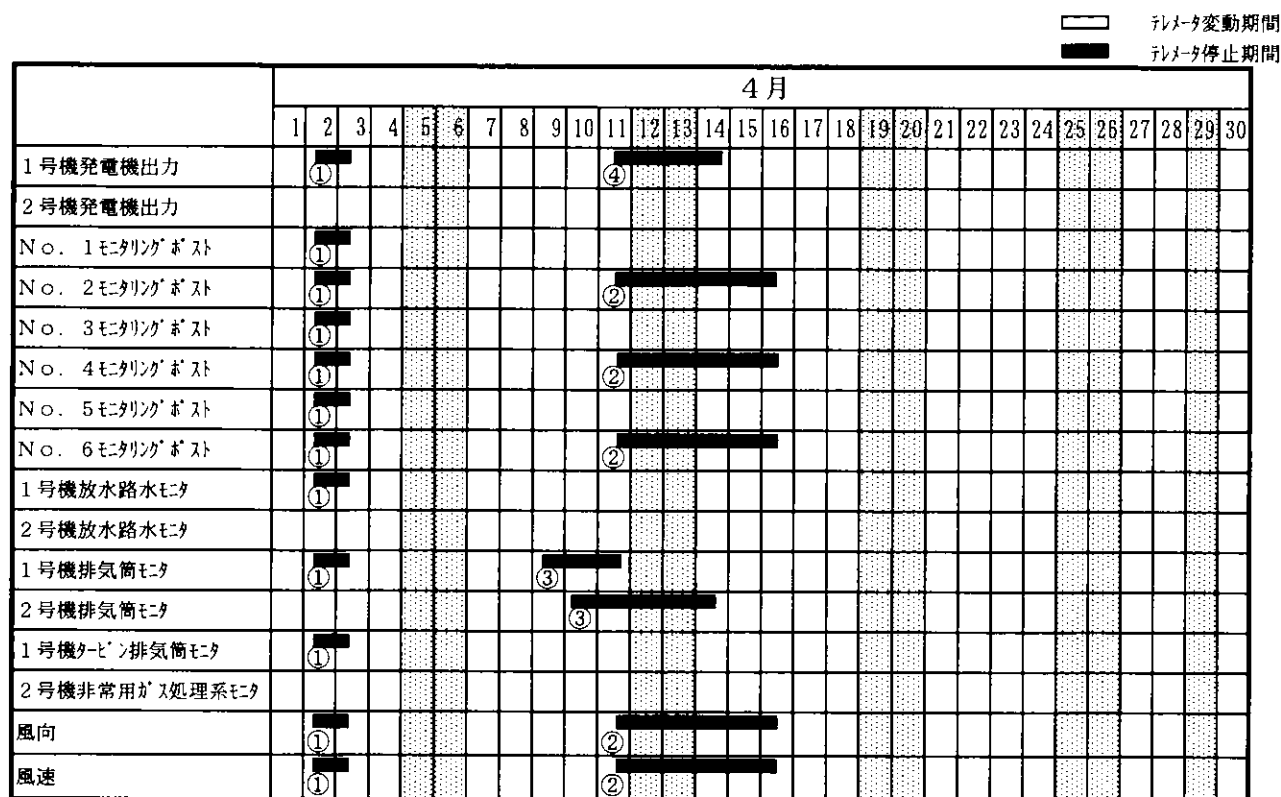 テレメータ変動期間
テレメータ停止期間
4月
1 2 3 4 5 6 7 8 9 10 11 12 13 14 15 16 17 18 19 20 21 22 23 24 25 26 27 28 29 30
1号機発電機出力 ① ④
2号機発電機出力
No. 1モニタリングポスト ①
No. 2モニタリングポスト ① ②
No. 3モニタリングポスト ①
No. 4モニタリングポスト ① ②
No. 5モニタリングポスト ①
No. 6モニタリングポスト ① ②
1号機放水路水モニタ ①
2号機放水路水モニタ
1号機排気筒モニタ ① ③
2号機排気筒モニタ ③
1号機タービン排気筒モニタ ①
2号機非常用ガス処理系モニタ
風向 ① ②
風速 ① ②